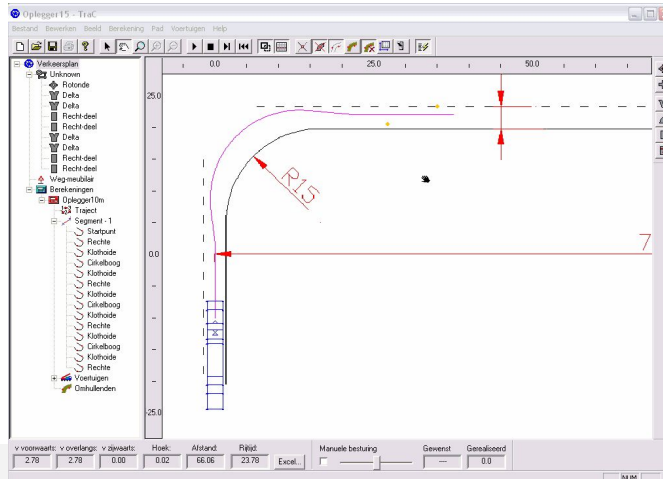 Oplegger15 - TraC
Bestand Bewerken Beeld Berekening Pad Voertuigen Help
Verkeersplan
Unknown
Rotonde
Delta
Delta
Recht-deel
Recht-deel
Delta
Delta
Recht-deel
Recht-deel
Weg-meubilair
Berekeningen
Oplegger10m
Traject
Segment - 1
Startpunt
Rechte
Klothoide
Cirkelboog
Klothoide
Rechte
Klothoide
Cirkelboog
Klothoide
Rechte
Klothoide
Cirkelboog
Klothoide
Rechte
Voertuigen
Omhullenden
0.0 25.0 50.0
25.0
0.0
-25.0
R15
7
v voorwaarts: v overlangs: v zijwaarts: Hoek: Afstand: Rijtijd: Manuele besturing Gewenst Gerealiseerd
2.78 2.78 0.00 0.02 66.06 23.78 Excel... --- 0.0
NUM